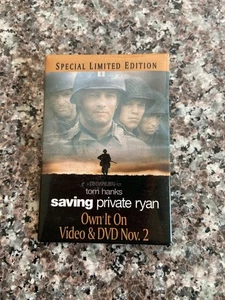 SPECIAL LIMITED EDITION
tom hanks
saving private ryan
Own It On
Video & DVD Nov. 2